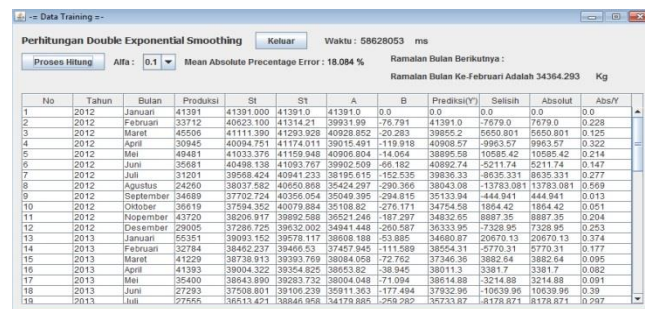 -= Data Training =-
Perhitungan Double Exponential Smoothing Keluar Waktu : 58628053 ms
Proses Hitung Alfa : 0.1 Mean Absolute Precentage Error : 18.084 % Ramalan Bulan Berikutnya :
Ramalan Bulan Ke-Februari Adalah 34364.293 Kg
No Tahun Bulan Produksi St S't A B Prediksi(Y') Selisih Absolut Abs/Y
1 2012 Januari 41391 41391.000 41391.0 41391.0 0.0 0.0 0.0 0.0 0.0
2 2012 Februari 33712 40623.100 41314.21 39931.99 -76.791 41391.0 -7679.0 7679.0 0.228
3 2012 Maret 45506 41111.390 41293.928 40928.852 -20.283 39855.2 5650.801 5650.801 0.125
4 2012 April 30945 40094.751 41174.011 39015.491 -119.918 40908.57 -9963.57 9963.57 0.322
5 2012 Mei 49481 41033.376 41159.948 40906.804 -14.064 38895.58 10585.42 10585.42 0.214
6 2012 Juni 35681 40498.138 41093.767 39902.509 -66.182 40892.74 -5211.74 5211.74 0.147
7 2012 Juli 31201 39568.424 40941.233 38195.615 -152.535 39836.33 -8635.331 8635.331 0.277
8 2012 Agustus 24260 38037.582 40650.868 35424.297 -290.366 38043.08 -13783.081 13783.081 0.569
9 2012 September 34689 37702.724 40356.054 35049.395 -294.815 35133.94 -444.941 444.941 0.013
10 2012 Oktober 36619 37594.352 40079.884 35108.82 -276.171 34754.58 1864.42 1864.42 0.051
11 2012 Nopember 43720 38206.917 39892.588 36521.246 -187.297 34832.65 8887.35 8887.35 0.204
12 2012 Desember 29005 37286.725 39632.002 34941.448 -260.587 36333.95 -7328.95 7328.95 0.253
13 2012 Januari 55351 39093.152 39578.117 38608.188 -53.885 34680.87 20670.13 20670.13 0.374
14 2013 Februari 32784 38462.237 39466.53 37457.945 -111.589 38554.31 -5770.31 5770.31 0.177
15 2013 Maret 41229 38738.913 39393.769 38084.058 -72.762 37346.36 3882.64 3882.64 0.095
16 2013 April 41393 39004.322 39354.825 38653.82 -38.945 38011.3 3381.7 3381.7 0.082
17 2013 Mei 35400 38643.890 39283.732 38004.048 -71.094 38614.88 -3214.88 3214.88 0.091
18 2013 Juni 27293 37508.801 39106.239 35911.363 -177.494 37932.96 -10639.96 10639.96 0.39
19 2013 Juli 27555 36513.421 38846.958 34179.885 -259.282 35733.87 -8178.871 8178.871 0.297